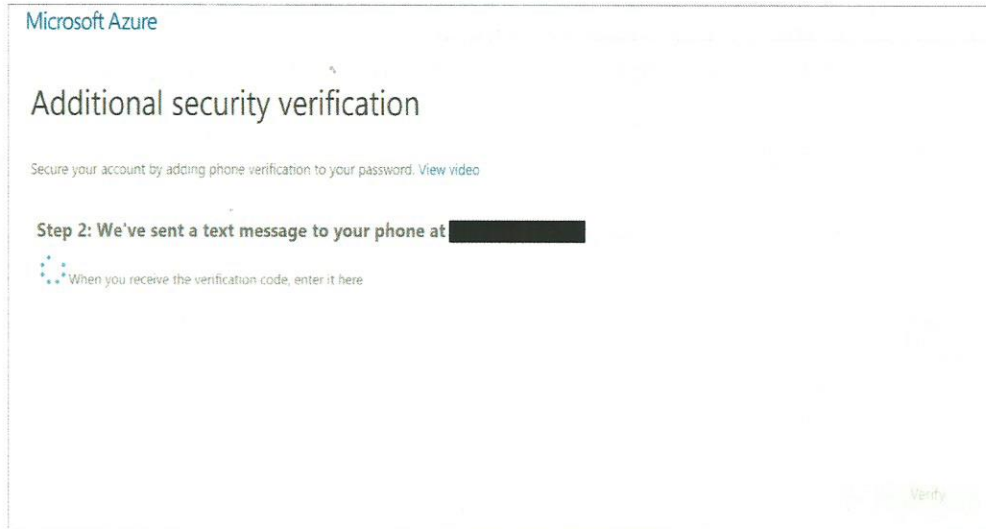 Microsoft Azure
Additional security verification
Secure your account by adding phone verification to your password. View video
Step 2: We've sent a text message to your phone at
When you receive the verification code, enter it here
Verify